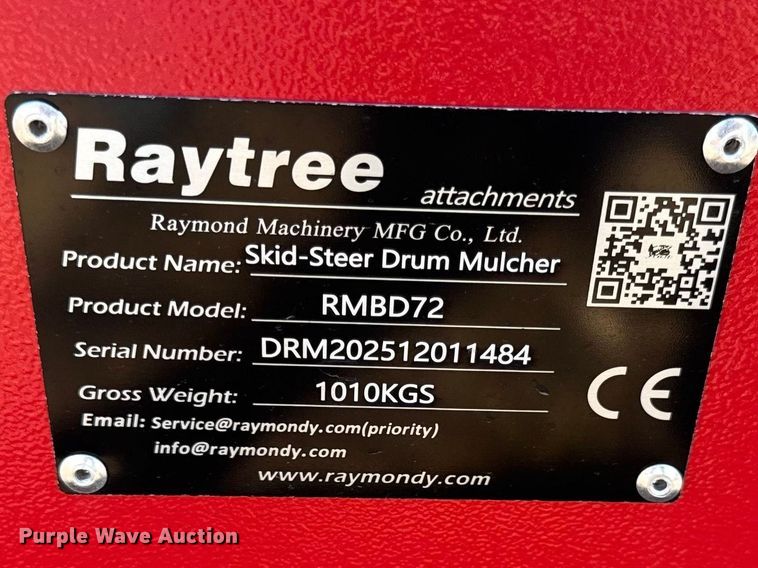 Raytree attachments
Raymond Machinery MFG Co., Ltd.
Product Name: Skid-Steer Drum Mulcher
Product Model: RMBD72
Serial Number: DRM202512011484
Gross Weight: 1010KGS
Email: Service@raymondy.com(priority)
info@raymondy.com
www.raymondy.com
CE
Purple Wave Auction